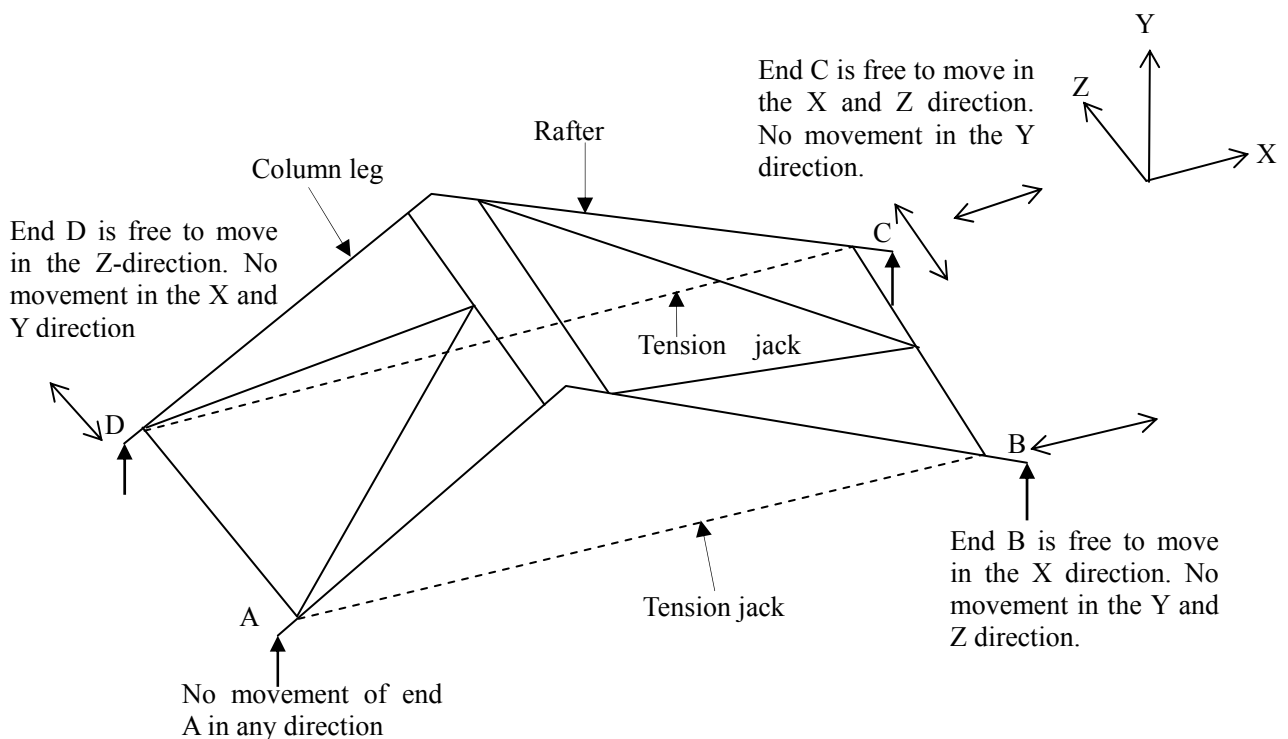 Y
End C is free to move in
the X and Z direction.
No movement in the Y
direction.
Z
X
Rafter
Column leg
C
End D is free to move
in the Z-direction. No
movement in the X and
Y direction
Tension jack
D
B
End B is free to move
in the X direction. No
movement in the Y and
Z direction.
Tension jack
A
No movement of end
A in any direction